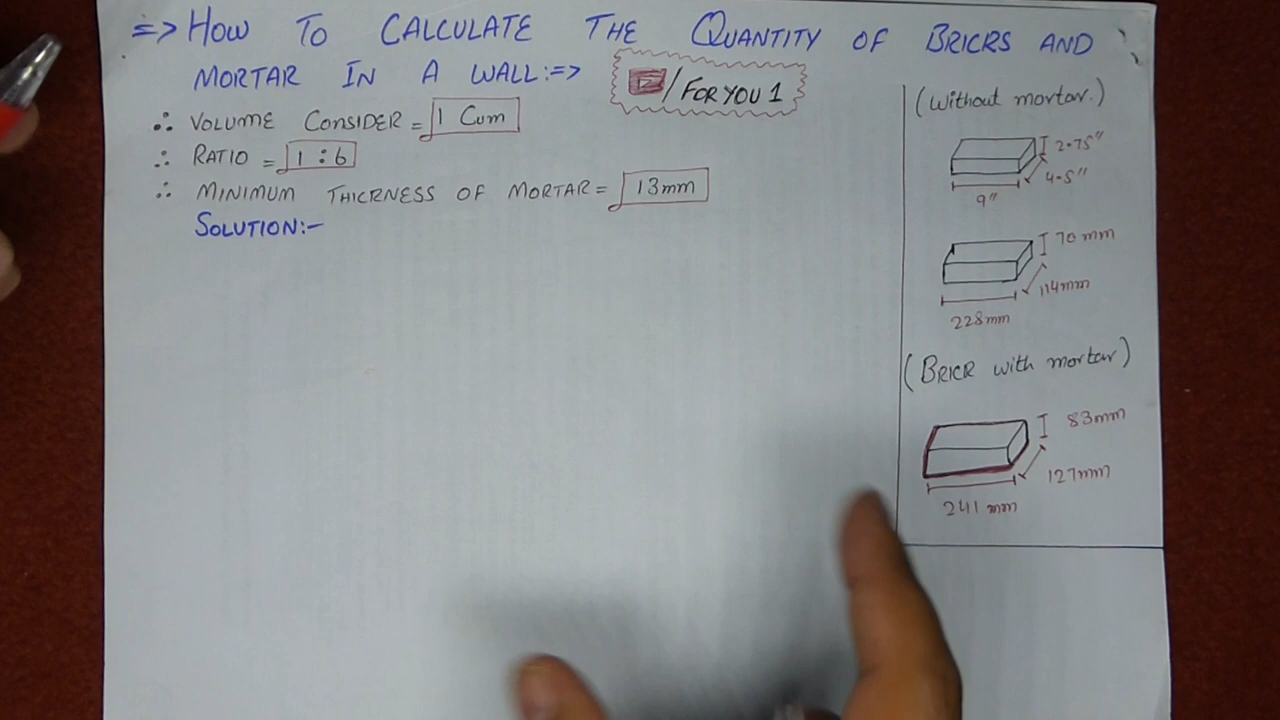 => HOW TO CALCULATE THE QUANTITY OF BRICKS AND
MORTAR IN A WALL:=>
/ FOR YOU 1
∴ VOLUME CONSIDER = 1 Cum
∴ RATIO = 1 : 6
∴ MINIMUM THICKNESS OF MORTAR = 13mm
SOLUTION:-
(Without mortar.)
2.75"
4.5"
9"
70 mm
114mm
228mm
(BRICK with mortar)
83mm
127mm
241 mm